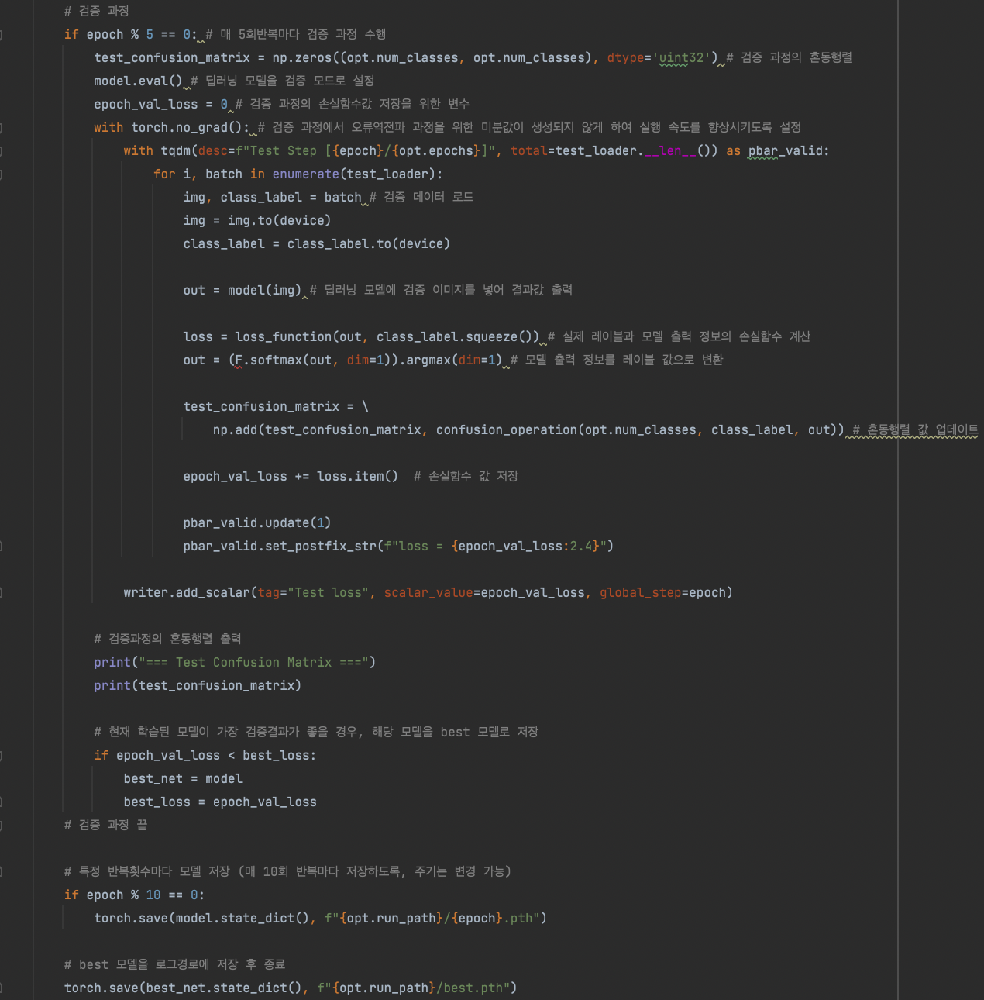 # 검증 과정
if epoch % 5 == 0: # 매 5회반복마다 검증 과정 수행
test_confusion_matrix = np.zeros((opt.num_classes, opt.num_classes), dtype='uint32') # 검증 과정의 혼동행렬
model.eval() # 딥러닝 모델을 검증 모드로 설정
epoch_val_loss = 0 # 검증 과정의 손실함수값 저장을 위한 변수
with torch.no_grad(): # 검증 과정에서 오류역전파 과정을 위한 미분값이 생성되지 않게 하여 실행 속도를 향상시키도록 설정
with tqdm(desc=f"Test Step [{epoch}/{opt.epochs}]", total=test_loader.__len__()) as pbar_valid:
for i, batch in enumerate(test_loader):
img, class_label = batch # 검증 데이터 로드
img = img.to(device)
class_label = class_label.to(device)
out = model(img) # 딥러닝 모델에 검증 이미지를 넣어 결과값 출력
loss = loss_function(out, class_label.squeeze()) # 실제 레이블과 모델 출력 정보의 손실함수 계산
out = (F.softmax(out, dim=1)).argmax(dim=1) # 모델 출력 정보를 레이블 값으로 변환
test_confusion_matrix = \
np.add(test_confusion_matrix, confusion_operation(opt.num_classes, class_label, out)) # 혼동행렬 값 업데이트
epoch_val_loss += loss.item()  # 손실함수 값 저장
pbar_valid.update(1)
pbar_valid.set_postfix_str(f"loss = {epoch_val_loss:2.4}")
writer.add_scalar(tag="Test loss", scalar_value=epoch_val_loss, global_step=epoch)
# 검증과정의 혼동행렬 출력
print("=== Test Confusion Matrix ===")
print(test_confusion_matrix)
# 현재 학습된 모델이 가장 검증결과가 좋을 경우, 해당 모델을 best 모델로 저장
if epoch_val_loss < best_loss:
best_net = model
best_loss = epoch_val_loss
# 검증 과정 끝
# 특정 반복횟수마다 모델 저장 (매 10회 반복마다 저장하도록, 주기는 변경 가능)
if epoch % 10 == 0:
torch.save(model.state_dict(), f"{opt.run_path}/{epoch}.pth")
# best 모델을 로그경로에 저장 후 종료
torch.save(best_net.state_dict(), f"{opt.run_path}/best.pth")